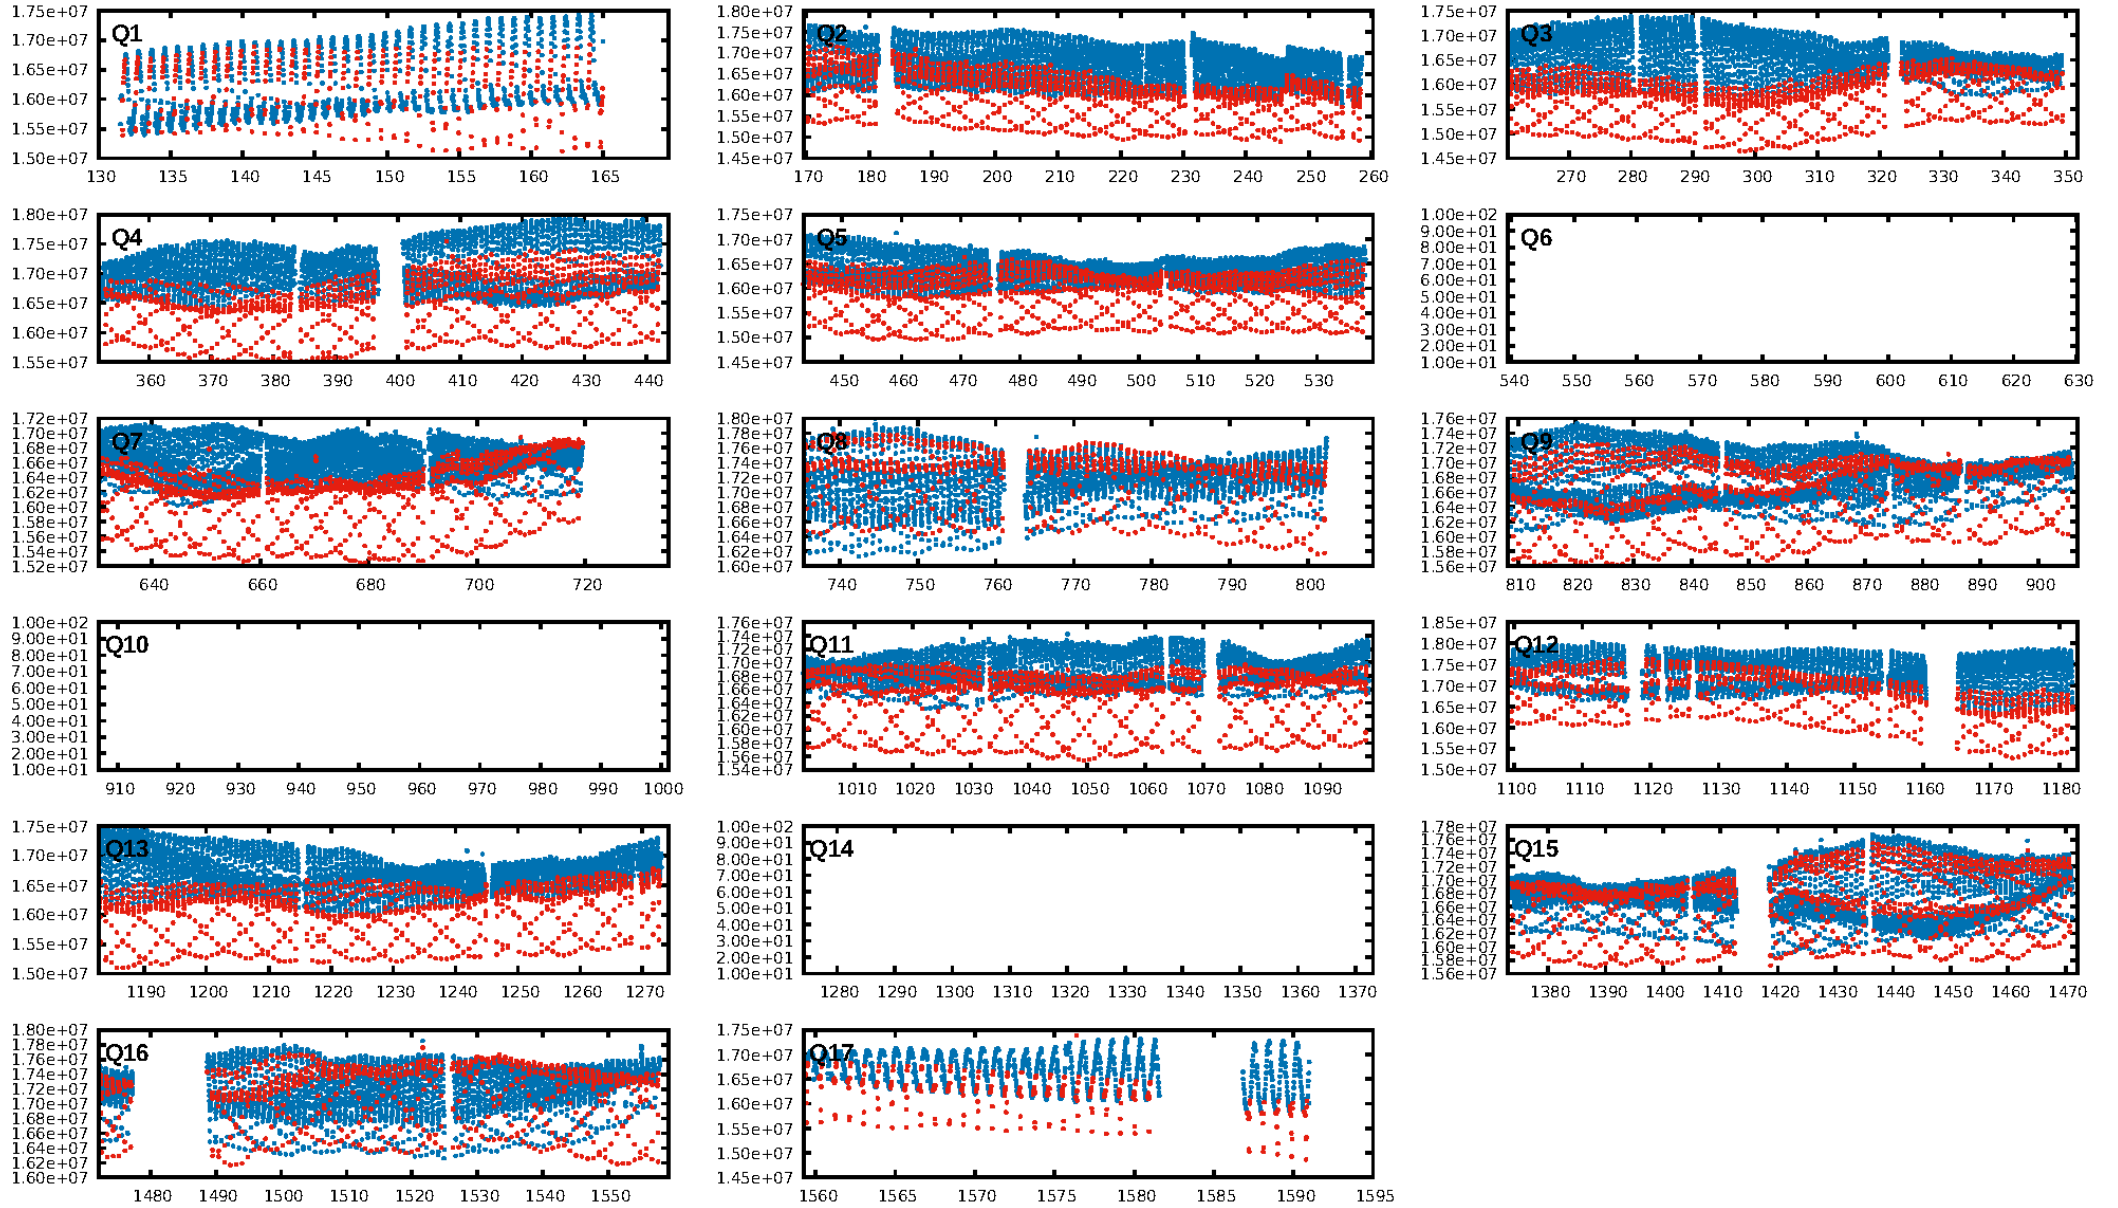 1.75e+07
1.70e+07
1.65e+07
1.60e+07
1.55e+07
1.50e+07
Q1
130 135 140 145 150 155 160 165
1.80e+07
1.75e+07
1.70e+07
1.65e+07
1.60e+07
1.55e+07
1.50e+07
1.45e+07
Q2
170 180 190 200 210 220 230 240 250 260
1.75e+07
1.70e+07
1.65e+07
1.60e+07
1.55e+07
1.50e+07
1.45e+07
Q3
270 280 290 300 310 320 330 340 350
1.80e+07
1.75e+07
1.70e+07
1.65e+07
1.60e+07
1.55e+07
Q4
360 370 380 390 400 410 420 430 440
1.75e+07
1.70e+07
1.65e+07
1.60e+07
1.55e+07
1.50e+07
1.45e+07
Q5
450 460 470 480 490 500 510 520 530
1.00e+02
9.00e+01
8.00e+01
7.00e+01
6.00e+01
5.00e+01
4.00e+01
3.00e+01
2.00e+01
1.00e+01
Q6
540 550 560 570 580 590 600 610 620 630
1.72e+07
1.70e+07
1.68e+07
1.66e+07
1.64e+07
1.62e+07
1.60e+07
1.58e+07
1.56e+07
1.54e+07
1.52e+07
Q7
640 660 680 700 720
1.80e+07
1.78e+07
1.76e+07
1.74e+07
1.72e+07
1.70e+07
1.68e+07
1.66e+07
1.64e+07
1.62e+07
1.60e+07
Q8
740 750 760 770 780 790 800
1.76e+07
1.74e+07
1.72e+07
1.70e+07
1.68e+07
1.66e+07
1.64e+07
1.62e+07
1.60e+07
1.58e+07
1.56e+07
Q9
810 820 830 840 850 860 870 880 890 900
1.00e+02
9.00e+01
8.00e+01
7.00e+01
6.00e+01
5.00e+01
4.00e+01
3.00e+01
2.00e+01
1.00e+01
Q10
910 920 930 940 950 960 970 980 990 1000
1.76e+07
1.74e+07
1.72e+07
1.70e+07
1.68e+07
1.66e+07
1.64e+07
1.62e+07
1.60e+07
1.58e+07
1.56e+07
1.54e+07
Q11
1010 1020 1030 1040 1050 1060 1070 1080 1090
1.85e+07
1.80e+07
1.75e+07
1.70e+07
1.65e+07
1.60e+07
1.55e+07
1.50e+07
Q12
1100 1110 1120 1130 1140 1150 1160 1170 1180
1.75e+07
1.70e+07
1.65e+07
1.60e+07
1.55e+07
1.50e+07
Q13
1190 1200 1210 1220 1230 1240 1250 1260 1270
1.00e+02
9.00e+01
8.00e+01
7.00e+01
6.00e+01
5.00e+01
4.00e+01
3.00e+01
2.00e+01
1.00e+01
Q14
1280 1290 1300 1310 1320 1330 1340 1350 1360 1370
1.78e+07
1.76e+07
1.74e+07
1.72e+07
1.70e+07
1.68e+07
1.66e+07
1.64e+07
1.62e+07
1.60e+07
1.58e+07
1.56e+07
Q15
1380 1390 1400 1410 1420 1430 1440 1450 1460 1470
1.80e+07
1.78e+07
1.76e+07
1.74e+07
1.72e+07
1.70e+07
1.68e+07
1.66e+07
1.64e+07
1.62e+07
1.60e+07
Q16
1480 1490 1500 1510 1520 1530 1540 1550
1.75e+07
1.70e+07
1.65e+07
1.60e+07
1.55e+07
1.50e+07
1.45e+07
Q17
1560 1565 1570 1575 1580 1585 1590 1595